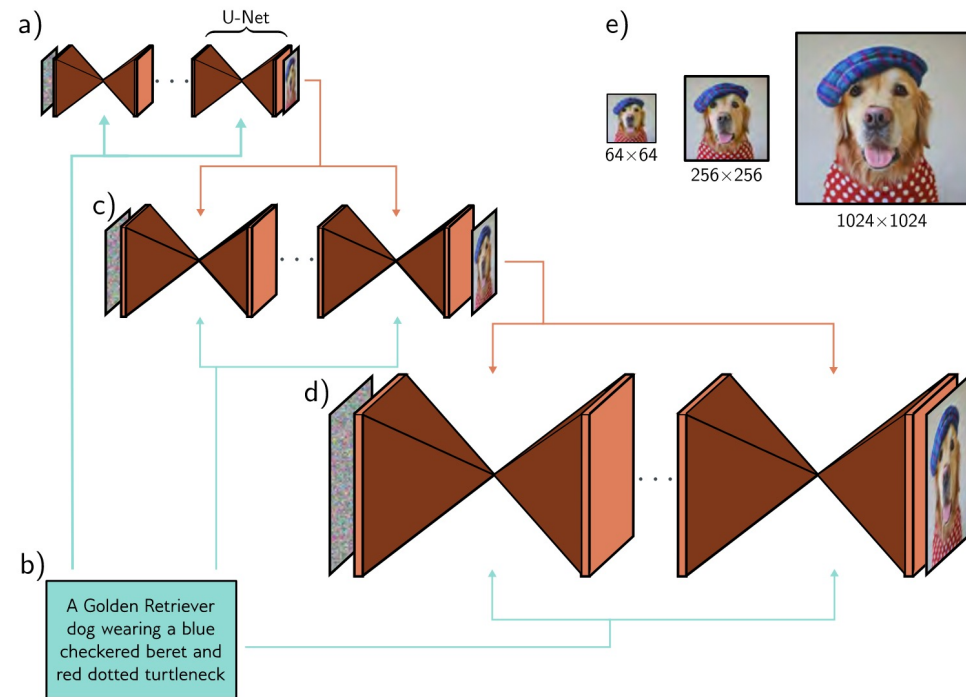 a)
U-Net
e)
64×64
256×256
1024×1024
c)
d)
b)
A Golden Retriever
dog wearing a blue
checkered beret and
red dotted turtleneck